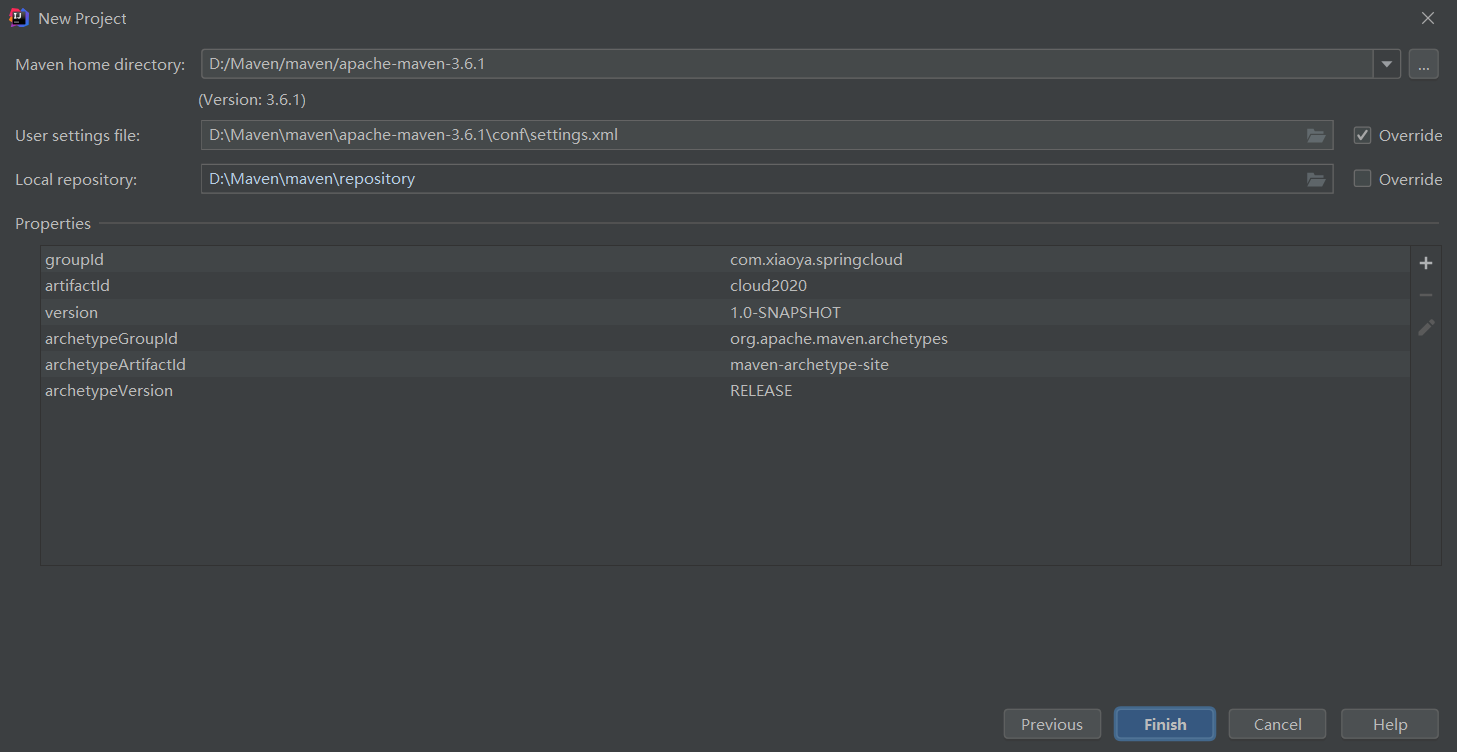 New Project
Maven home directory: D:/Maven/maven/apache-maven-3.6.1 ...
(Version: 3.6.1)
User settings file: D:\Maven\maven\apache-maven-3.6.1\conf\settings.xml Override
Local repository: D:\Maven\maven\repository Override
Properties
groupId com.xiaoya.springcloud
artifactId cloud2020
version 1.0-SNAPSHOT
archetypeGroupId org.apache.maven.archetypes
archetypeArtifactId maven-archetype-site
archetypeVersion RELEASE
Previous Finish Cancel Help